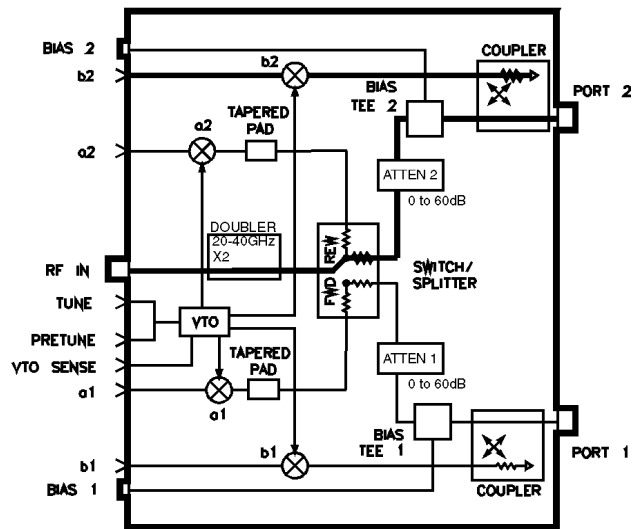 BIAS 2
b2
b2
COUPLER
BIAS
TEE 2
PORT 2
TAPERED
PAD
a2
a2
ATTEN 2
0 to 60dB
DOUBLER
20-40GHz
X2
REW
FWD
RF IN
SWITCH/
SPLITTER
TUNE
VTO
PRETUNE
VTO SENSE
TAPERED
PAD
ATTEN 1
0 to 60dB
a1
a1
BIAS
TEE 1
PORT 1
b1
b1
BIAS 1
COUPLER